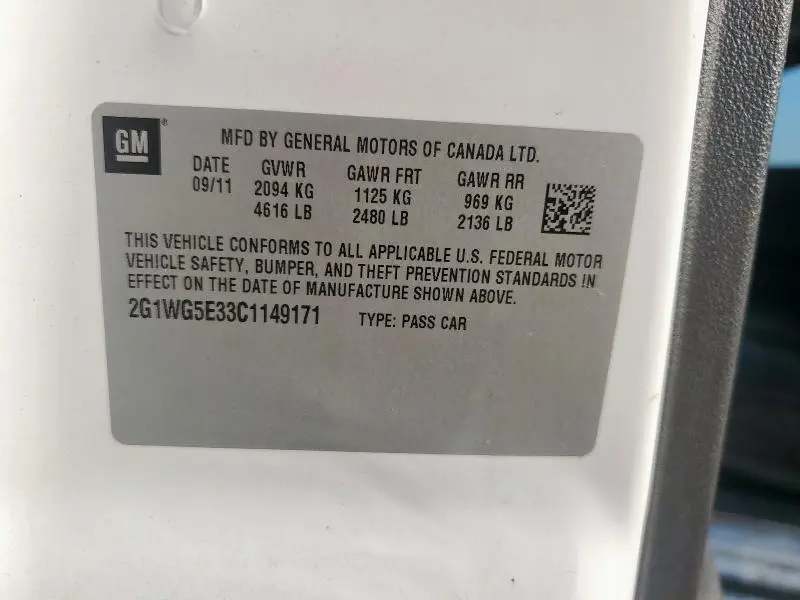 GM®
MFD BY GENERAL MOTORS OF CANADA LTD.
DATE GVWR GAWR FRT GAWR RR
09/11 2094 KG 1125 KG 969 KG
4616 LB 2480 LB 2136 LB
THIS VEHICLE CONFORMS TO ALL APPLICABLE U.S. FEDERAL MOTOR
VEHICLE SAFETY, BUMPER, AND THEFT PREVENTION STANDARDS IN
EFFECT ON THE DATE OF MANUFACTURE SHOWN ABOVE.
2G1WG5E33C1149171 TYPE: PASS CAR